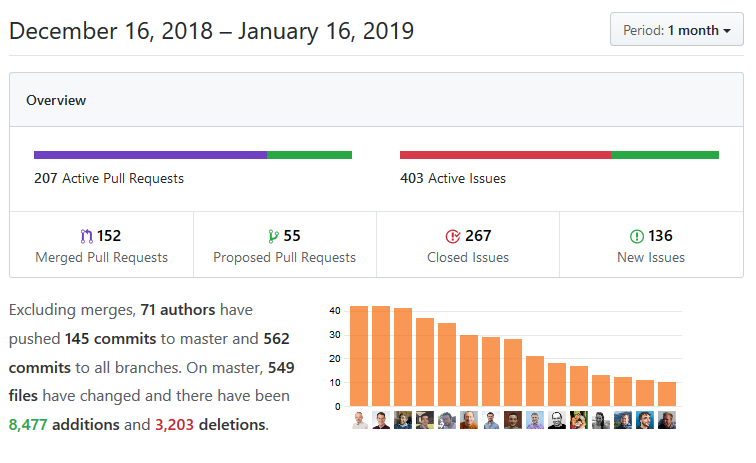 December 16, 2018 – January 16, 2019
Period: 1 month
Overview
207 Active Pull Requests
403 Active Issues
152
Merged Pull Requests
55
Proposed Pull Requests
267
Closed Issues
136
New Issues
Excluding merges, 71 authors have
pushed 145 commits to master and 562
commits to all branches. On master, 549
files have changed and there have been
8,477 additions and 3,203 deletions.
40
30
20
10
0